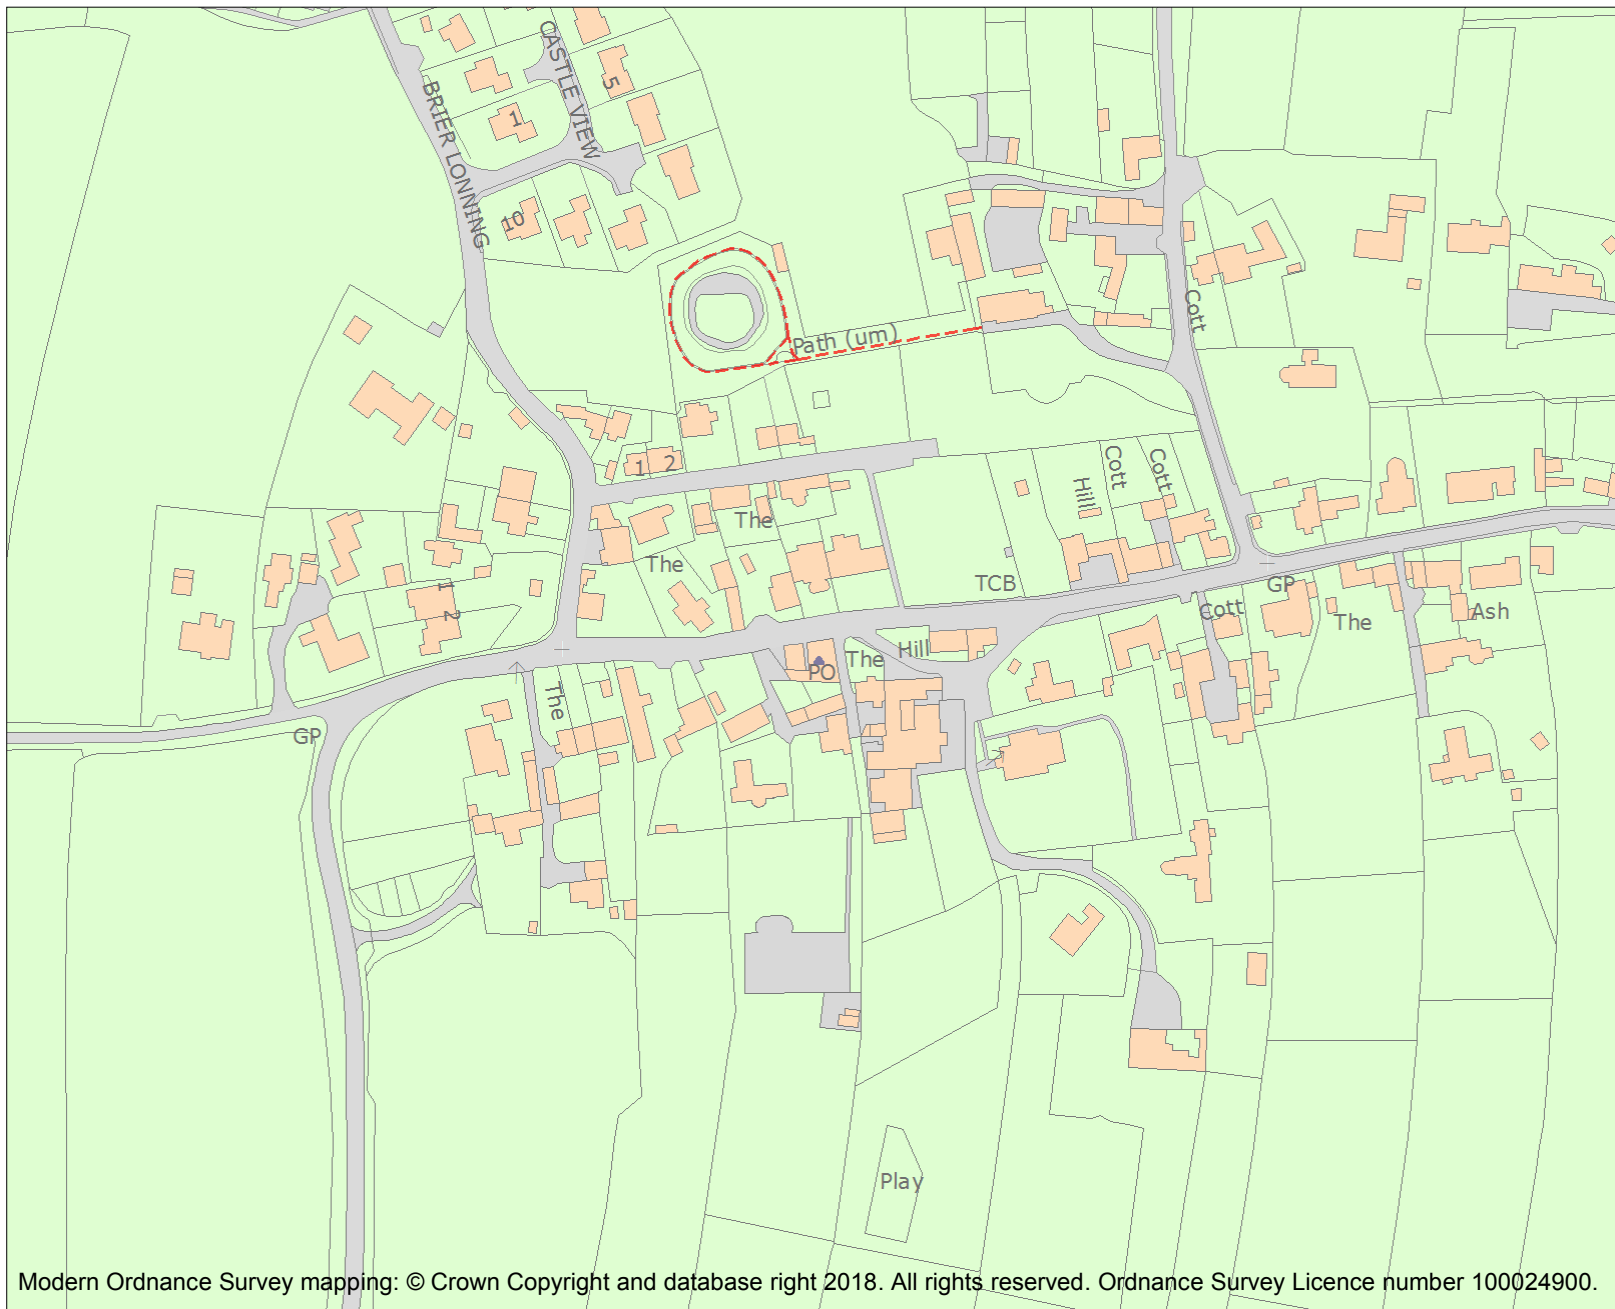 CASTLE VIEW
5
1
BRIER LONNING
10
Cott
Path (um)
1 2
Cott
Cott
Hill
The
The
TCB
GP
1
2
Cott
The
Ash
Hill
The
PO
The
GP
Play
Modern Ordnance Survey mapping: © Crown Copyright and database right 2018. All rights reserved. Ordnance Survey Licence number 100024900.